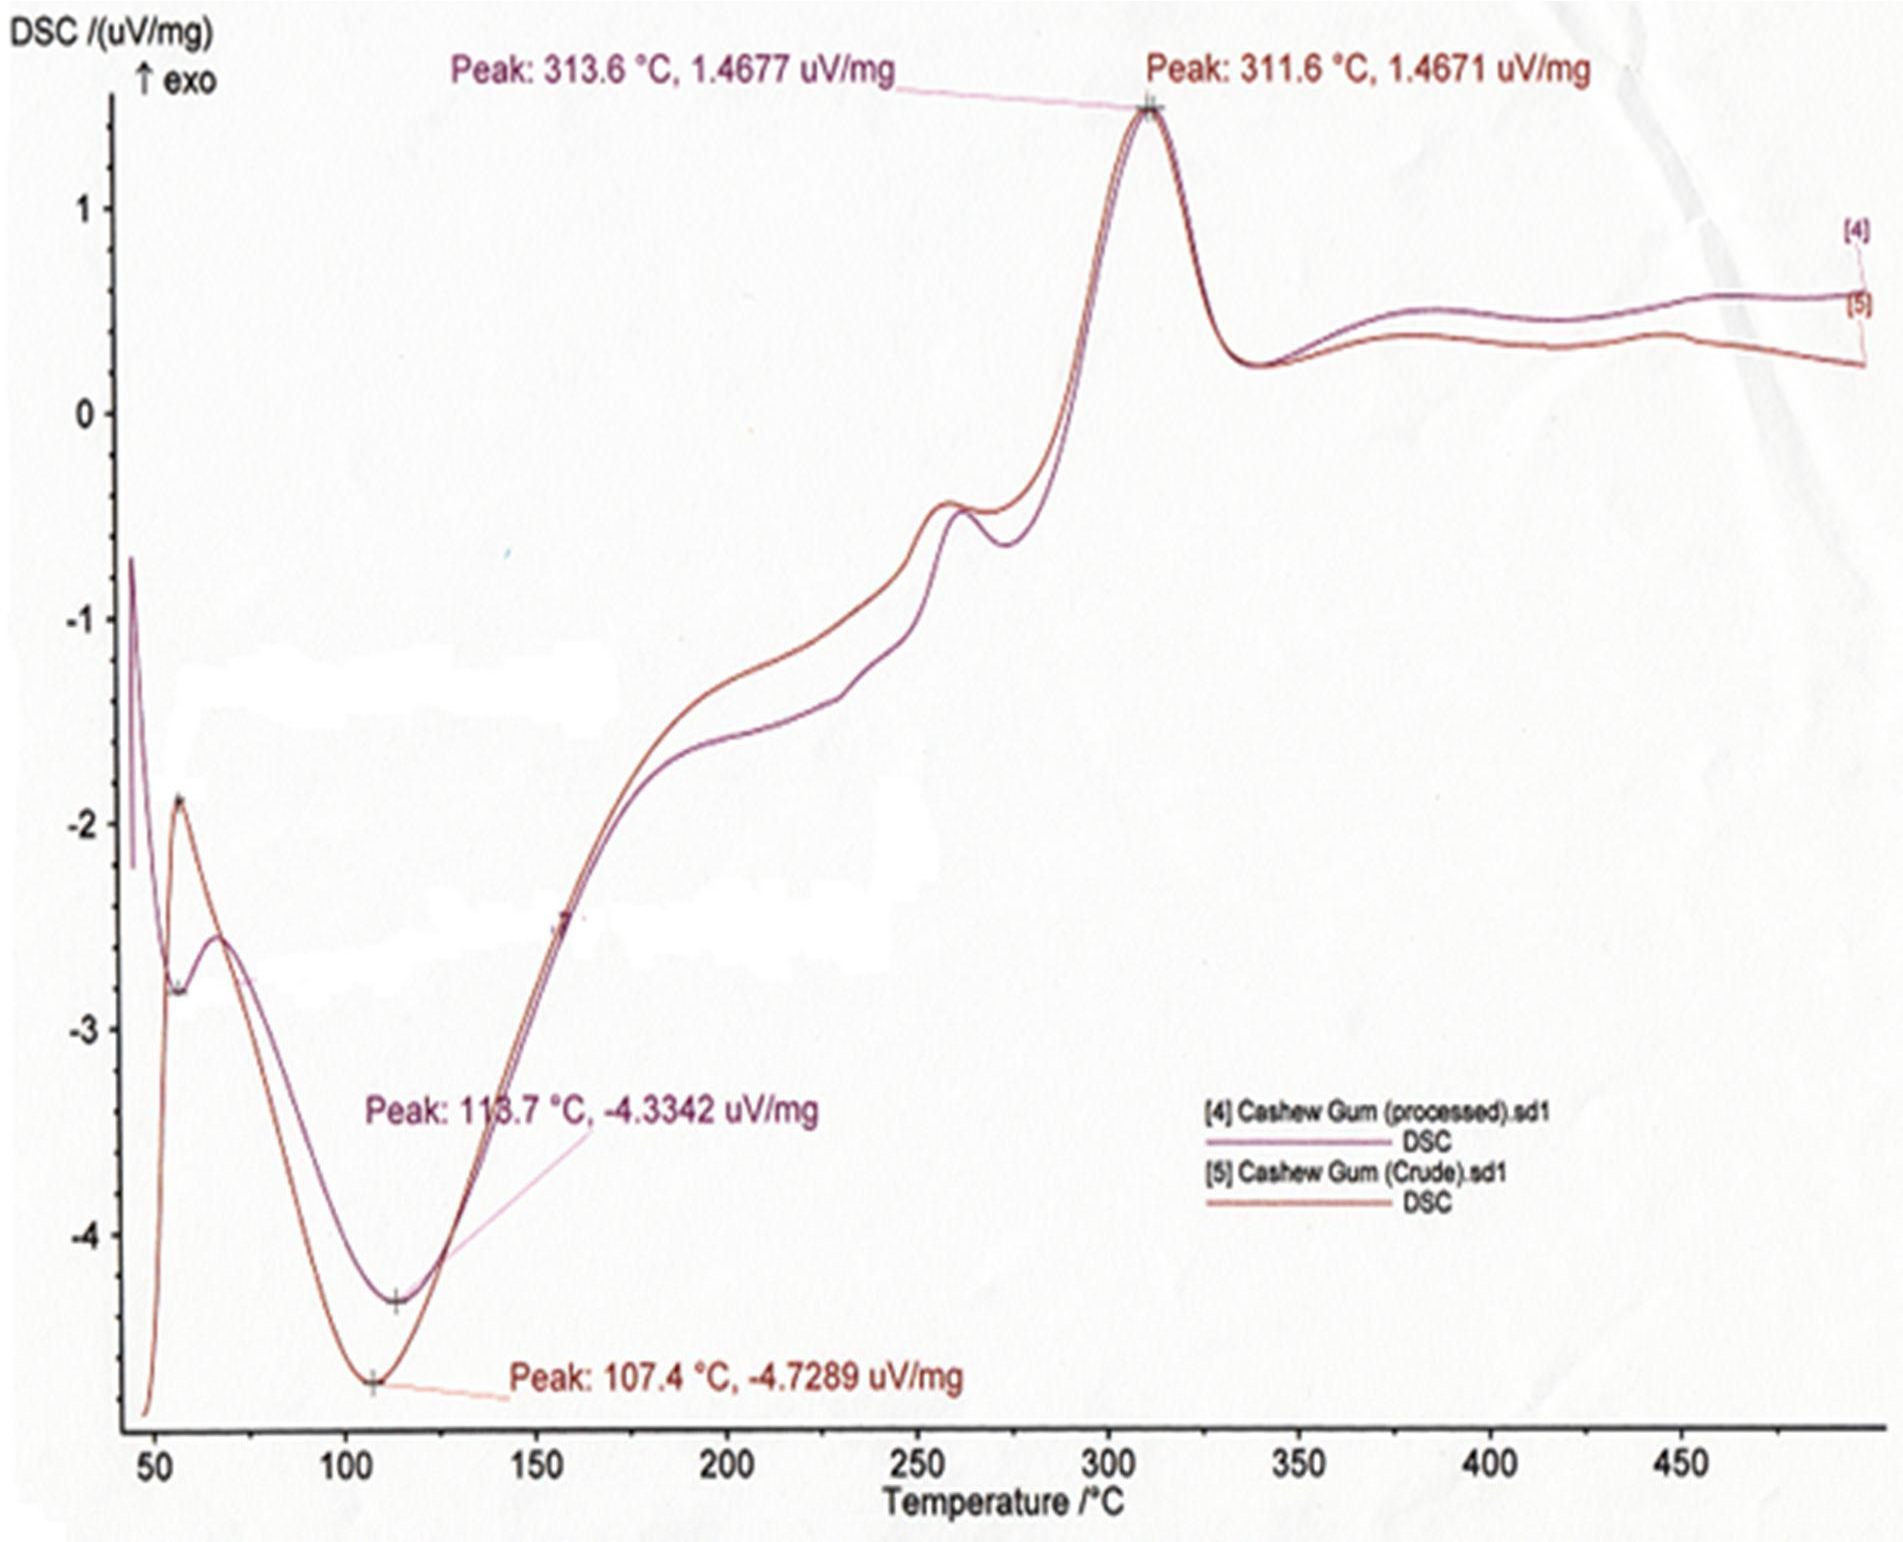 DSC /(uV/mg)
↑ exo
Peak: 313.6 °C, 1.4677 uV/mg
Peak: 311.6 °C, 1.4671 uV/mg
1
0
-1
-2
-3
-4
[4]
[5]
Peak: 113.7 °C, -4.3342 uV/mg
Peak: 107.4 °C, -4.7289 uV/mg
[4] Cashew Gum (processed).sd1
DSC
[5] Cashew Gum (Crude).sd1
DSC
50 100 150 200 250 300 350 400 450
Temperature /°C